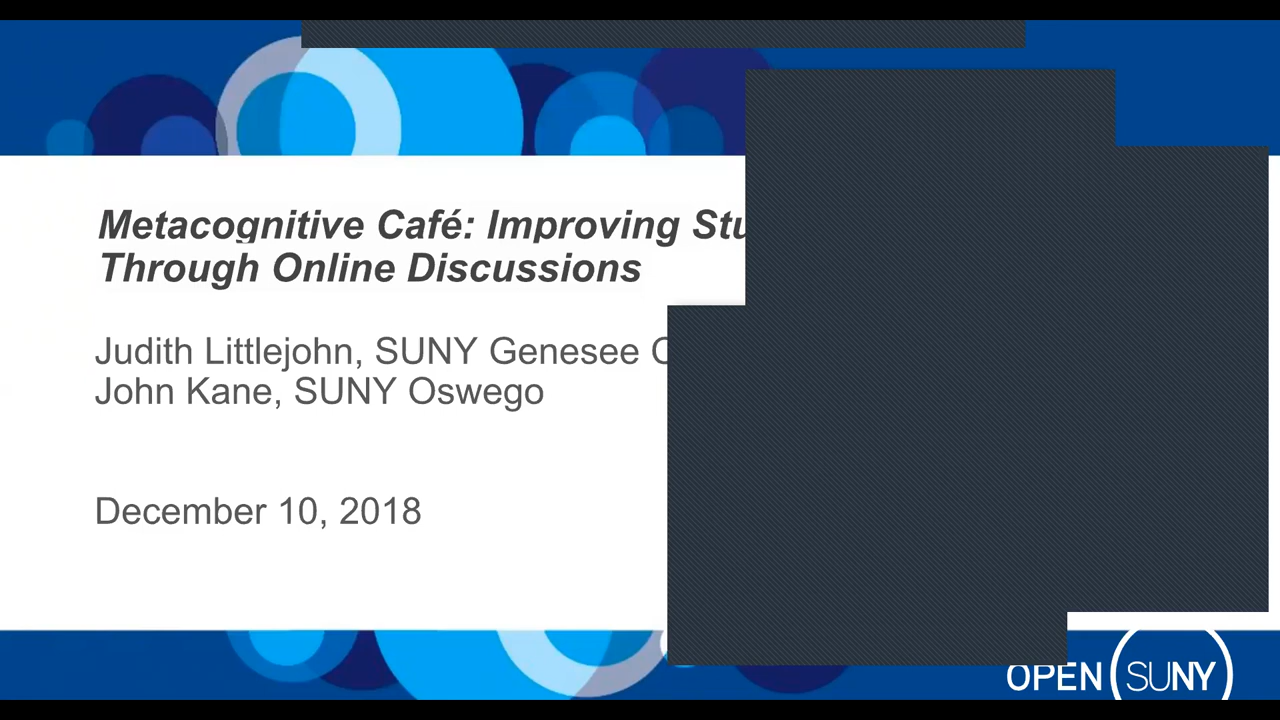 Metacognitive Café: Improving
Through Online Discussions
Judith Littlejohn, SUNY Genesee
John Kane, SUNY Oswego
December 10, 2018
OPEN SUNY